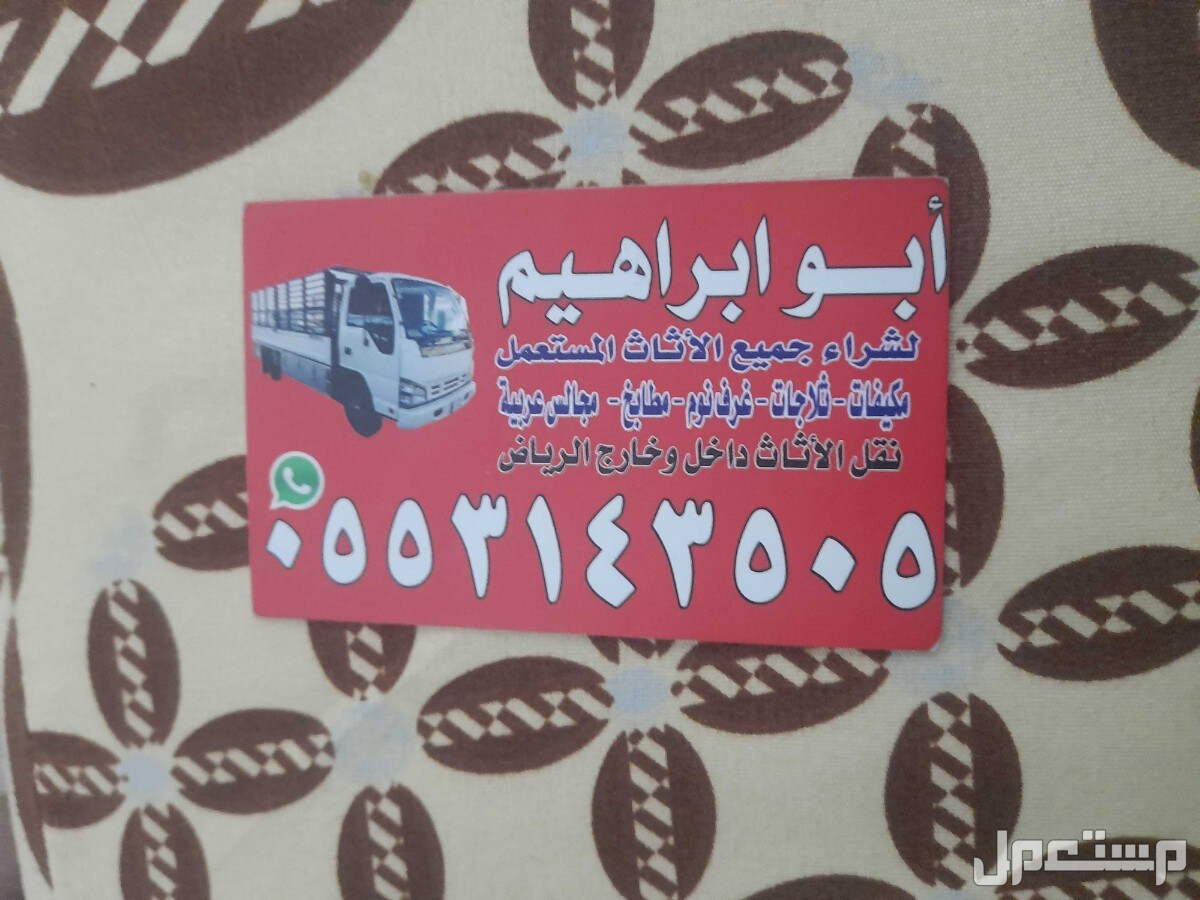 أبو ابراهيم
لشراء جميع الأثاث المستعمل
مكيفات - ثلاجات - غرف نوم - مطابخ - مجالس عربية
نقل الأثاث داخل وخارج الرياض
٠٥٥٣١٤٣٥٠٥
مستعمل